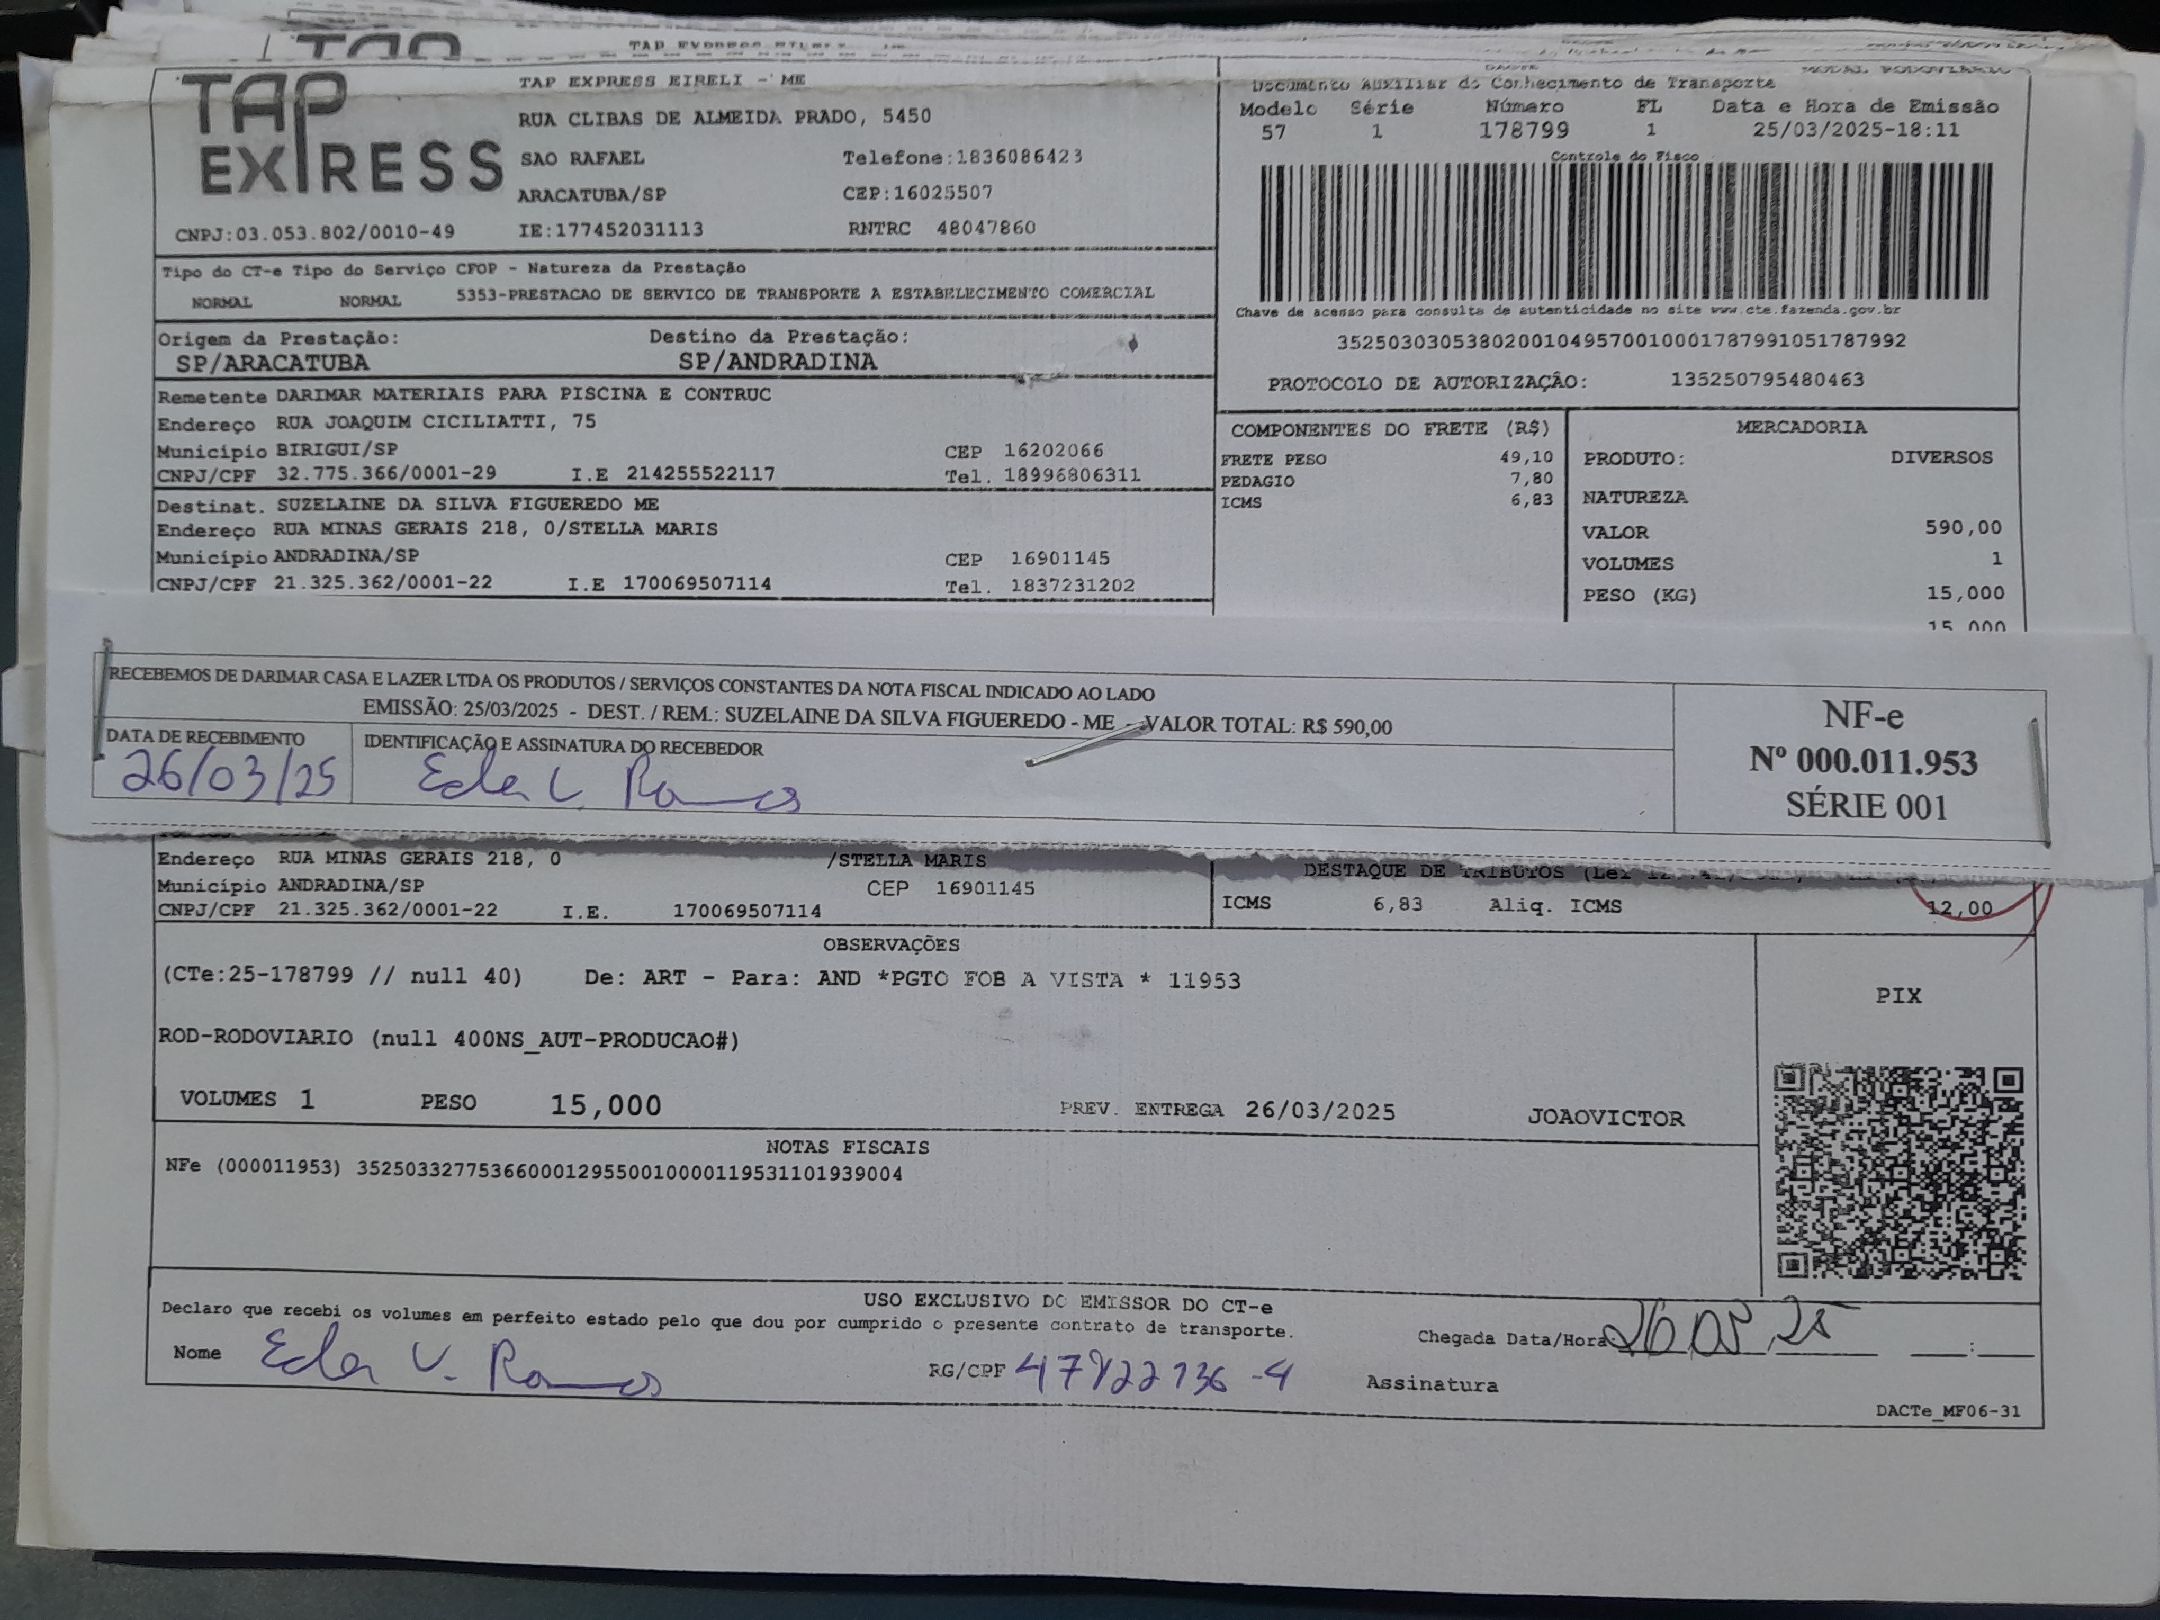 TAP EXPRESS EIRELI - ME
TAP
EXPRESS
RUA CLIBAS DE ALMEIDA PRADO, 5450
SAO RAFAEL Telefone:1836086423
ARACATUBA/SP CEP:16025507
CNPJ:03.053.802/0010-49 IE:177452031113 RNTRC 48047860
Documento Auxiliar do Conhecimento de Transporte
Modelo Série Número FL Data e Hora de Emissão
57 1 178799 1 25/03/2025-18:11
Controle do Fisco
Chave de acesso para consulta de autenticidade no site www.cte.fazenda.gov.br
35250303053802001049570010001787991051787992
PROTOCOLO DE AUTORIZAÇÃO: 135250795480463
Tipo do CT-e Tipo do Serviço CFOP - Natureza da Prestação
NORMAL NORMAL 5353-PRESTACAO DE SERVICO DE TRANSPORTE A ESTABELECIMENTO COMERCIAL
Origem da Prestação: Destino da Prestação:
SP/ARACATUBA SP/ANDRADINA
Remetente DARIMAR MATERIAIS PARA PISCINA E CONTRUC
Endereço RUA JOAQUIM CICILIATTI, 75
Município BIRIGUI/SP CEP 16202066
CNPJ/CPF 32.775.366/0001-29 I.E 214255522117 Tel. 18996806311
Destinat. SUZELAINE DA SILVA FIGUEREDO ME
Endereço RUA MINAS GERAIS 218, 0/STELLA MARIS
Município ANDRADINA/SP CEP 16901145
CNPJ/CPF 21.325.362/0001-22 I.E 170069507114 Tel. 1837231202
COMPONENTES DO FRETE (R$)
FRETE PESO 49,10
PEDAGIO 7,80
ICMS 6,83
MERCADORIA
PRODUTO: DIVERSOS
NATUREZA
VALOR 590,00
VOLUMES 1
PESO (KG) 15,000
15,000
RECEBEMOS DE DARIMAR CASA E LAZER LTDA OS PRODUTOS / SERVIÇOS CONSTANTES DA NOTA FISCAL INDICADO AO LADO
EMISSÃO: 25/03/2025 - DEST. / REM.: SUZELAINE DA SILVA FIGUEREDO - ME - VALOR TOTAL: R$ 590,00
DATA DE RECEBIMENTO IDENTIFICAÇÃO E ASSINATURA DO RECEBEDOR
26/03/25 Eder V. Ramos
NF-e
Nº 000.011.953
SÉRIE 001
Endereço RUA MINAS GERAIS 218, 0 /STELLA MARIS
Município ANDRADINA/SP CEP 16901145
CNPJ/CPF 21.325.362/0001-22 I.E. 170069507114
DESTAQUE DE TRIBUTOS
ICMS 6,83 Aliq. ICMS 12,00
OBSERVAÇÕES
(CTe:25-178799 // null 40) De: ART - Para: AND *PGTO FOB A VISTA * 11953
ROD-RODOVIARIO (null 400NS_AUT-PRODUCAO#)
PIX
VOLUMES 1 PESO 15,000 PREV. ENTREGA 26/03/2025 JOAOVICTOR
NOTAS FISCAIS
NFe (000011953) 35250332775366000129550010000119531101939004
USO EXCLUSIVO DO EMISSOR DO CT-e
Declaro que recebi os volumes em perfeito estado pelo que dou por cumprido o presente contrato de transporte.
Nome Eder V. Ramos RG/CPF 47822736-4
Chegada Data/Hora: 26 03 25 :
Assinatura
DACTe_MF06-31